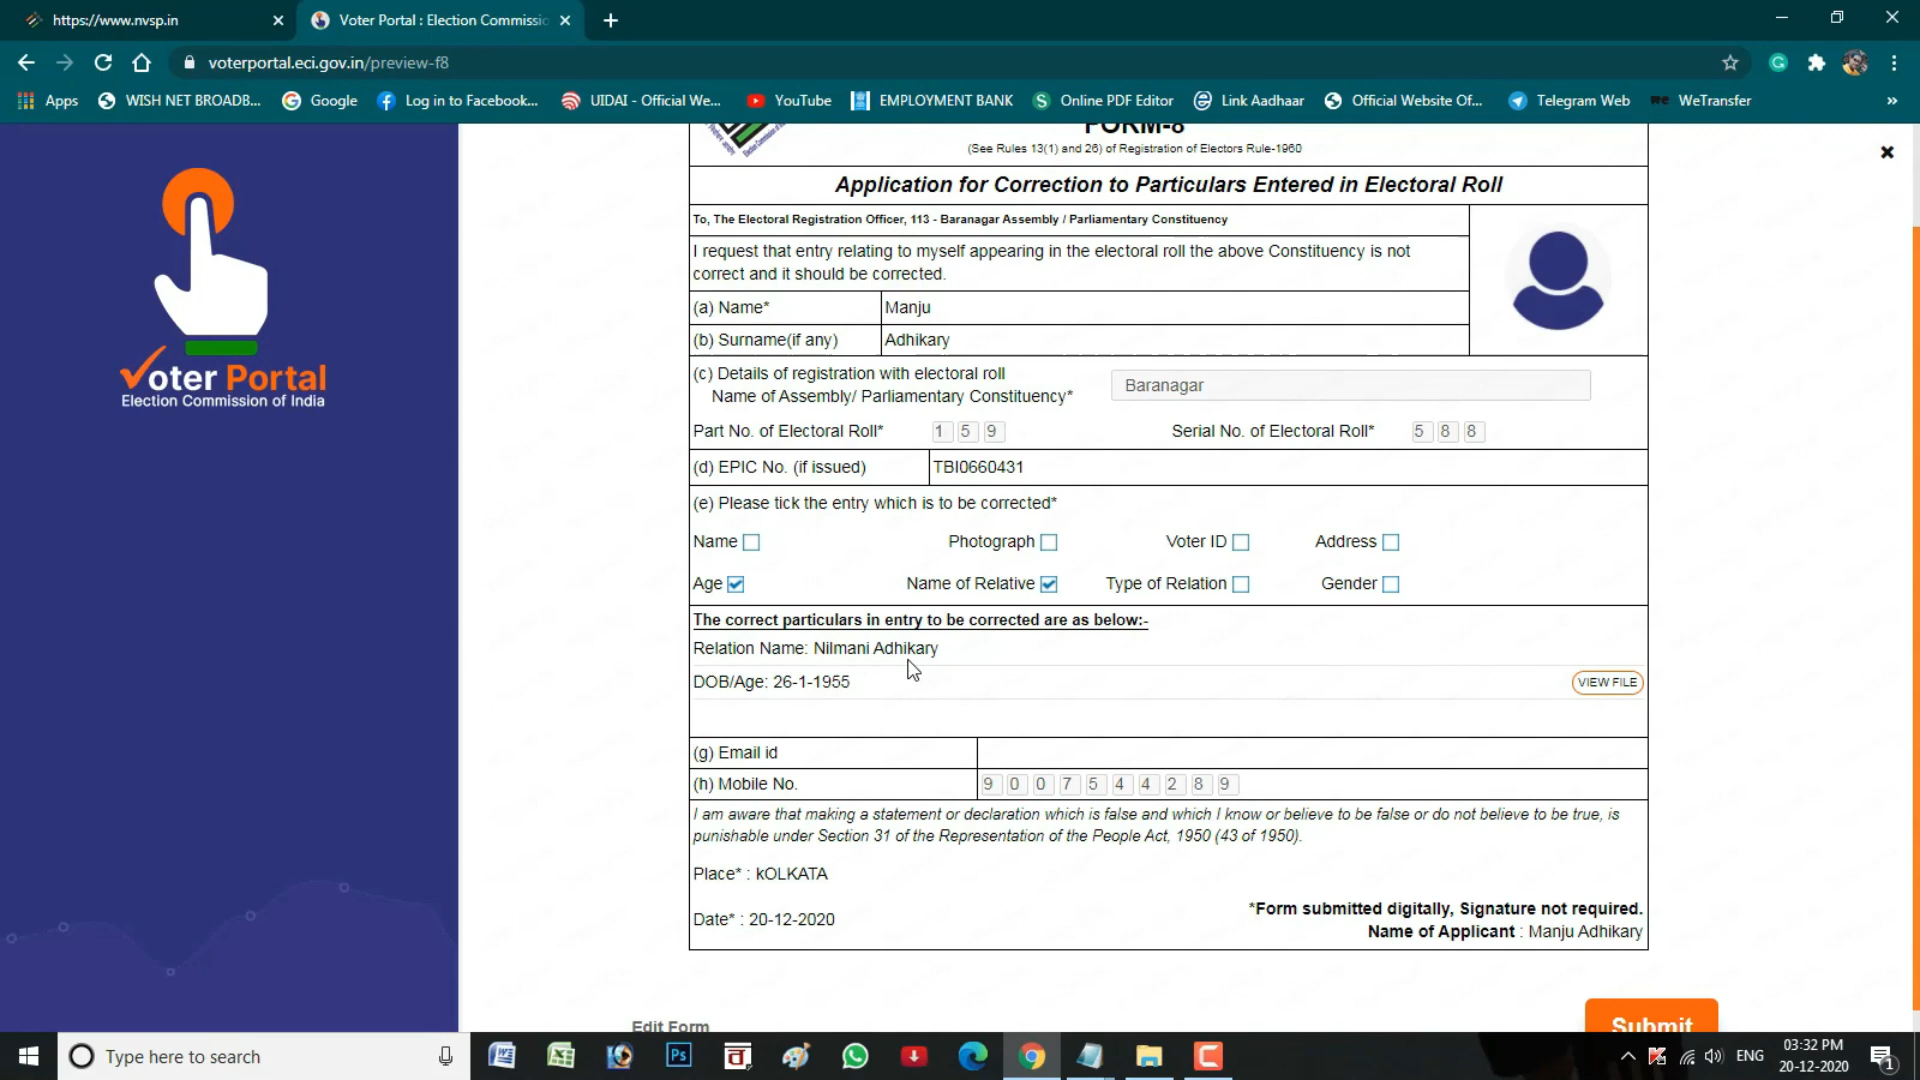 https://www.nvsp.in
Voter Portal : Election Commissio
voterportal.eci.gov.in/preview-f8
Apps
WISH NET BROADB...
Google
Log in to Facebook...
UIDAI - Official We...
YouTube
EMPLOYMENT BANK
Online PDF Editor
Link Aadhaar
Official Website Of...
Telegram Web
WeTransfer
Voter Portal
Election Commission of India
FORM-8
(See Rules 13(1) and 26) of Registration of Electors Rule-1960
Application for Correction to Particulars Entered in Electoral Roll
To, The Electoral Registration Officer, 113 - Baranagar Assembly / Parliamentary Constituency
I request that entry relating to myself appearing in the electoral roll the above Constituency is not
correct and it should be corrected.
(a) Name* Manju
(b) Surname(if any) Adhikary
(c) Details of registration with electoral roll
Name of Assembly/ Parliamentary Constituency* Baranagar
Part No. of Electoral Roll* 1 5 9 Serial No. of Electoral Roll* 5 8 8
(d) EPIC No. (if issued) TBI0660431
(e) Please tick the entry which is to be corrected*
Name Photograph Voter ID Address
Age Name of Relative Type of Relation Gender
The correct particulars in entry to be corrected are as below:-
Relation Name: Nilmani Adhikary
DOB/Age: 26-1-1955 VIEW FILE
(g) Email id
(h) Mobile No. 9 0 0 7 5 4 4 2 8 9
I am aware that making a statement or declaration which is false and which I know or believe to be false or do not believe to be true, is
punishable under Section 31 of the Representation of the People Act, 1950 (43 of 1950).
Place* : kOLKATA
Date* : 20-12-2020
*Form submitted digitally, Signature not required.
Name of Applicant : Manju Adhikary
Edit Form
Submit
Type here to search
ENG
03:32 PM
20-12-2020
1